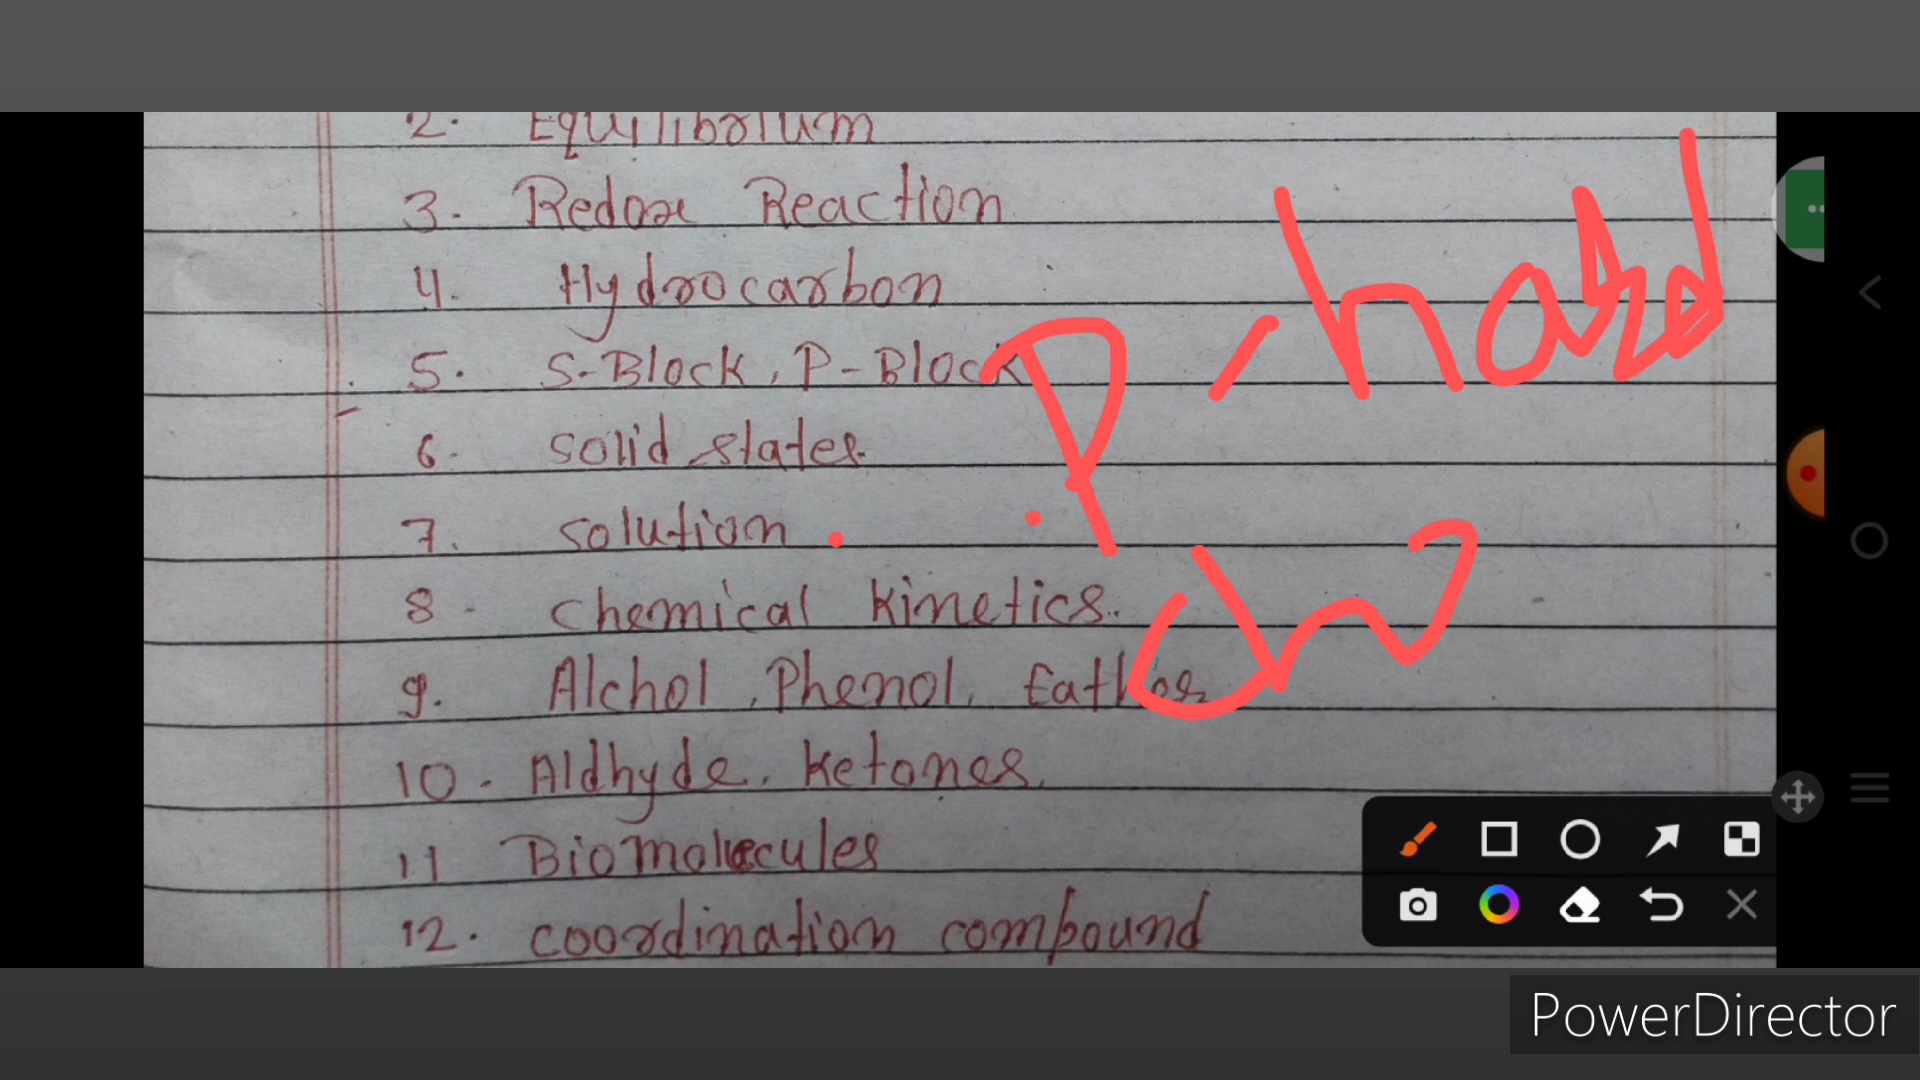 2. Equilibrium
3. Redox Reaction
4. Hydrocarbon
5. S-Block, P-Block
P - hard
6. Solid states.
7. Solution
8. Chemical Kinetics.
9. Alchol, Phenol, Eather
10. Aldhyde, Ketones,
11 Biomolecules
12. Coordination compound
PowerDirector